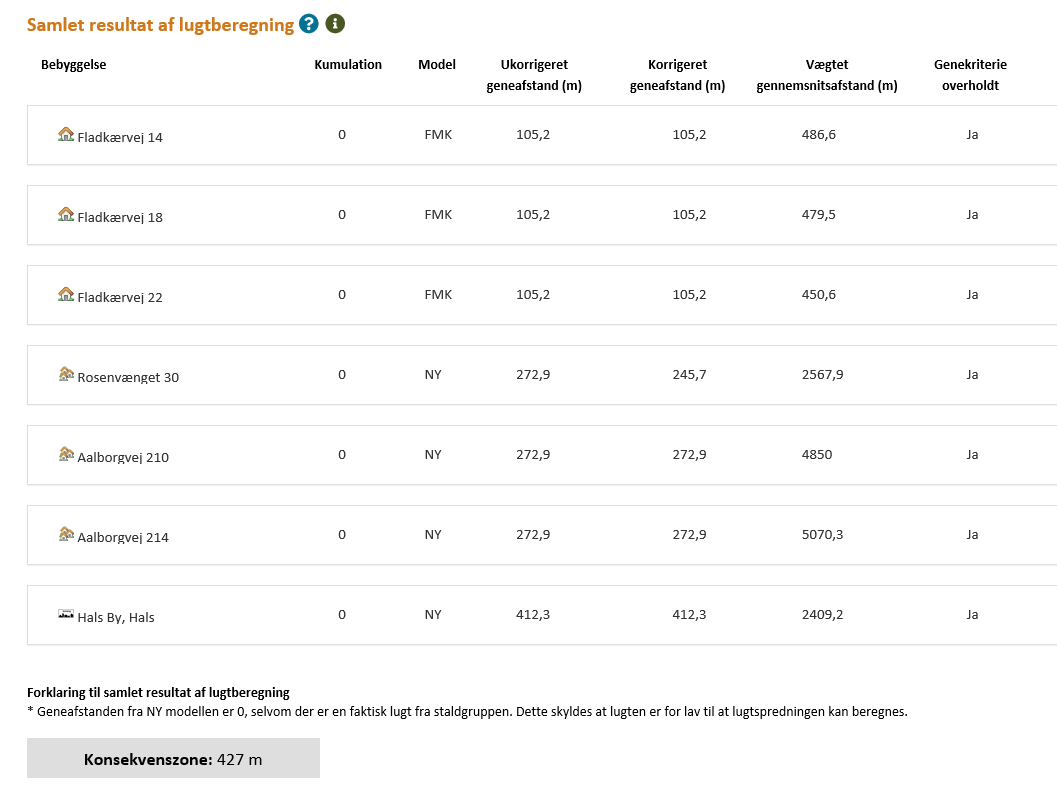 Samlet resultat af lugtberegning ? i
Bebyggelse Kumulation Model Ukorrigeret geneafstand (m) Korrigeret geneafstand (m) Vægtet gennemsnitsafstand (m) Genekriterie overholdt
Fladkærvej 14 0 FMK 105,2 105,2 486,6 Ja
Fladkærvej 18 0 FMK 105,2 105,2 479,5 Ja
Fladkærvej 22 0 FMK 105,2 105,2 450,6 Ja
Rosenvænget 30 0 NY 272,9 245,7 2567,9 Ja
Aalborgvej 210 0 NY 272,9 272,9 4850 Ja
Aalborgvej 214 0 NY 272,9 272,9 5070,3 Ja
Hals By, Hals 0 NY 412,3 412,3 2409,2 Ja
Forklaring til samlet resultat af lugtberegning
* Geneafstanden fra NY modellen er 0, selvom der er en faktisk lugt fra staldgruppen. Dette skyldes at lugten er for lav til at lugtspredningen kan beregnes.
Konsekvenszone: 427 m